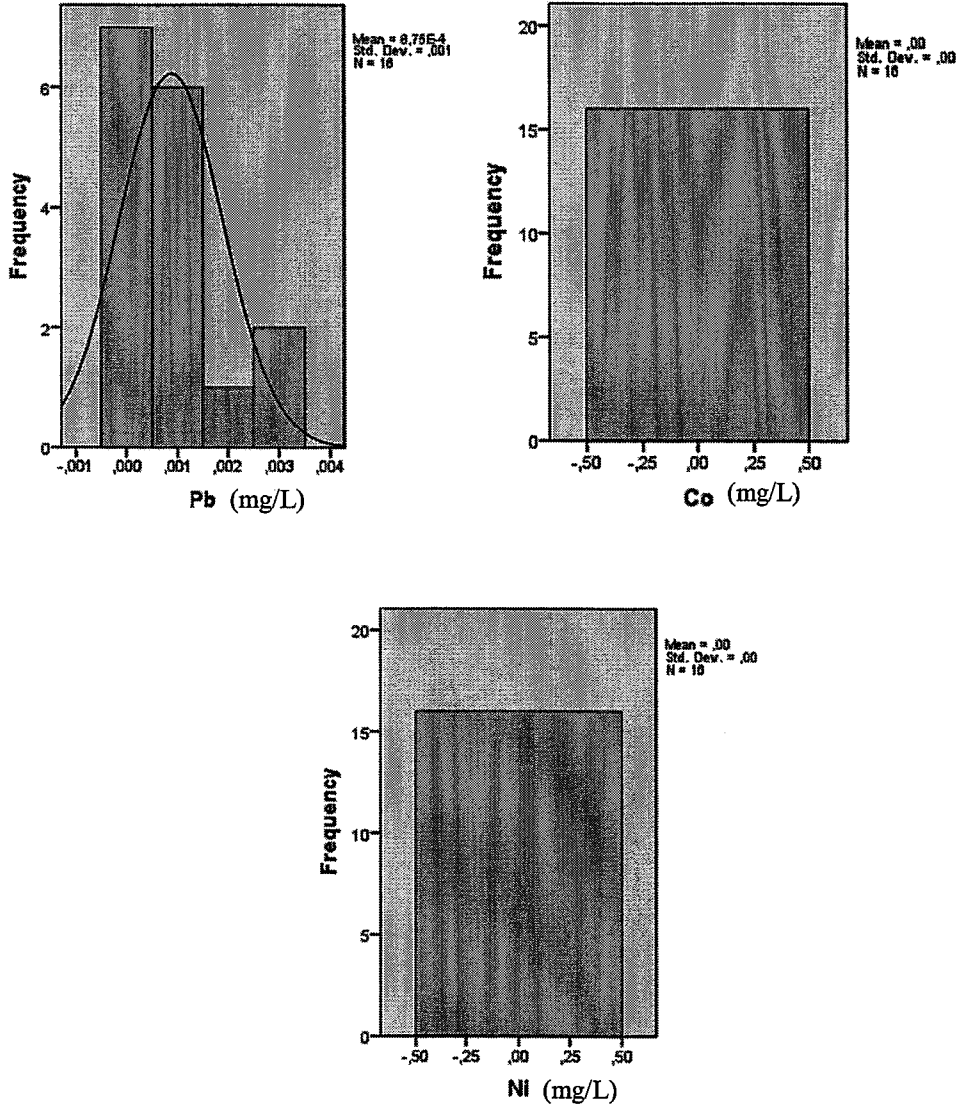 Mean = 8,75E-4
Std. Dev. = ,001
N = 16
Frequency
6
4
2
0
-,001 ,000 ,001 ,002 ,003 ,004
Pb (mg/L)
Mean = ,00
Std. Dev. = ,00
N = 16
Frequency
20
15
10
5
0
-,50 -,25 ,00 ,25 ,50
Co (mg/L)
Mean = ,00
Std. Dev. = ,00
N = 16
Frequency
20
15
10
5
0
-,50 -,25 ,00 ,25 ,50
Ni (mg/L)